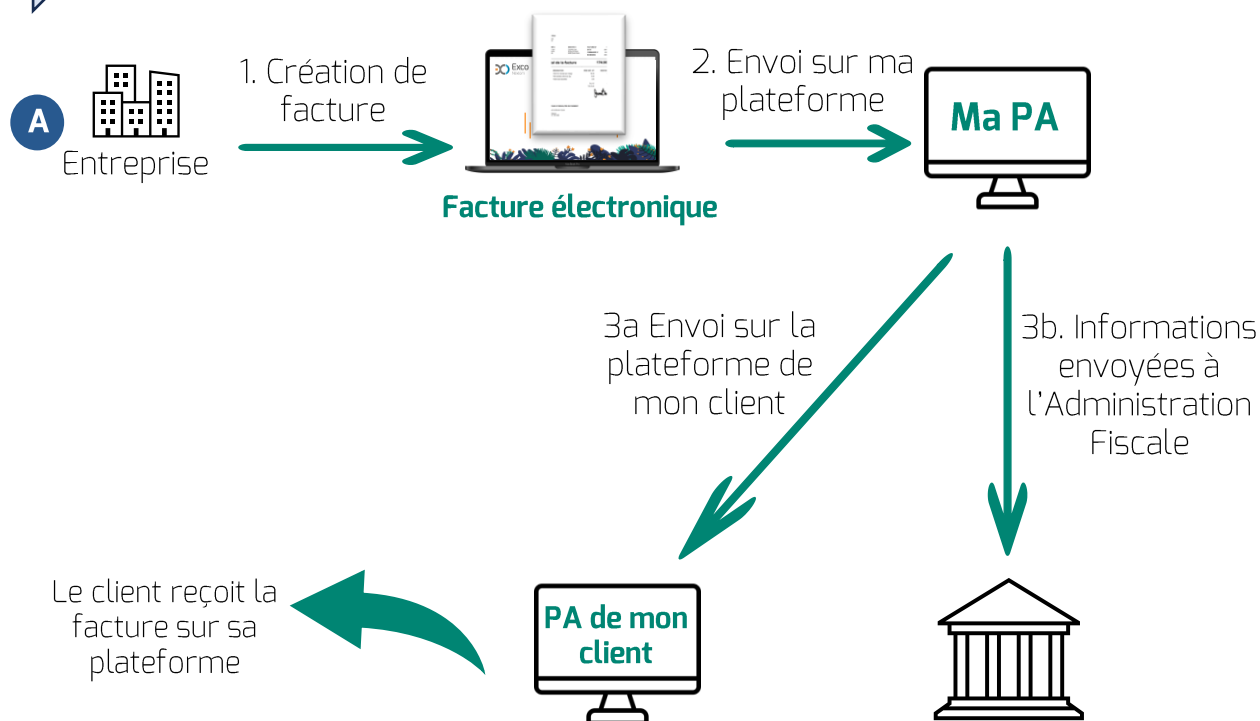 A
Entreprise
1. Création de
facture
Exco
Facture électronique
2. Envoi sur ma
plateforme
Ma PA
3a Envoi sur la
plateforme de
mon client
3b. Informations
envoyées à
l'Administration
Fiscale
Le client reçoit la
facture sur sa
plateforme
PA de mon
client